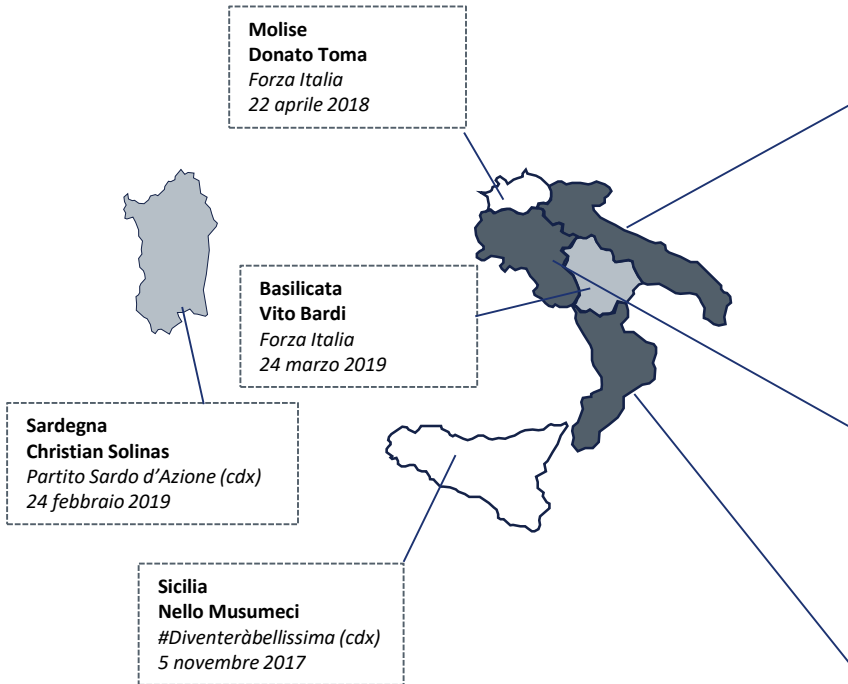 Molise
Donato Toma
Forza Italia
22 aprile 2018
Basilicata
Vito Bardi
Forza Italia
24 marzo 2019
Sardegna
Christian Solinas
Partito Sardo d’Azione (cdx)
24 febbraio 2019
Sicilia
Nello Musumeci
#Diventeràbellissima (cdx)
5 novembre 2017